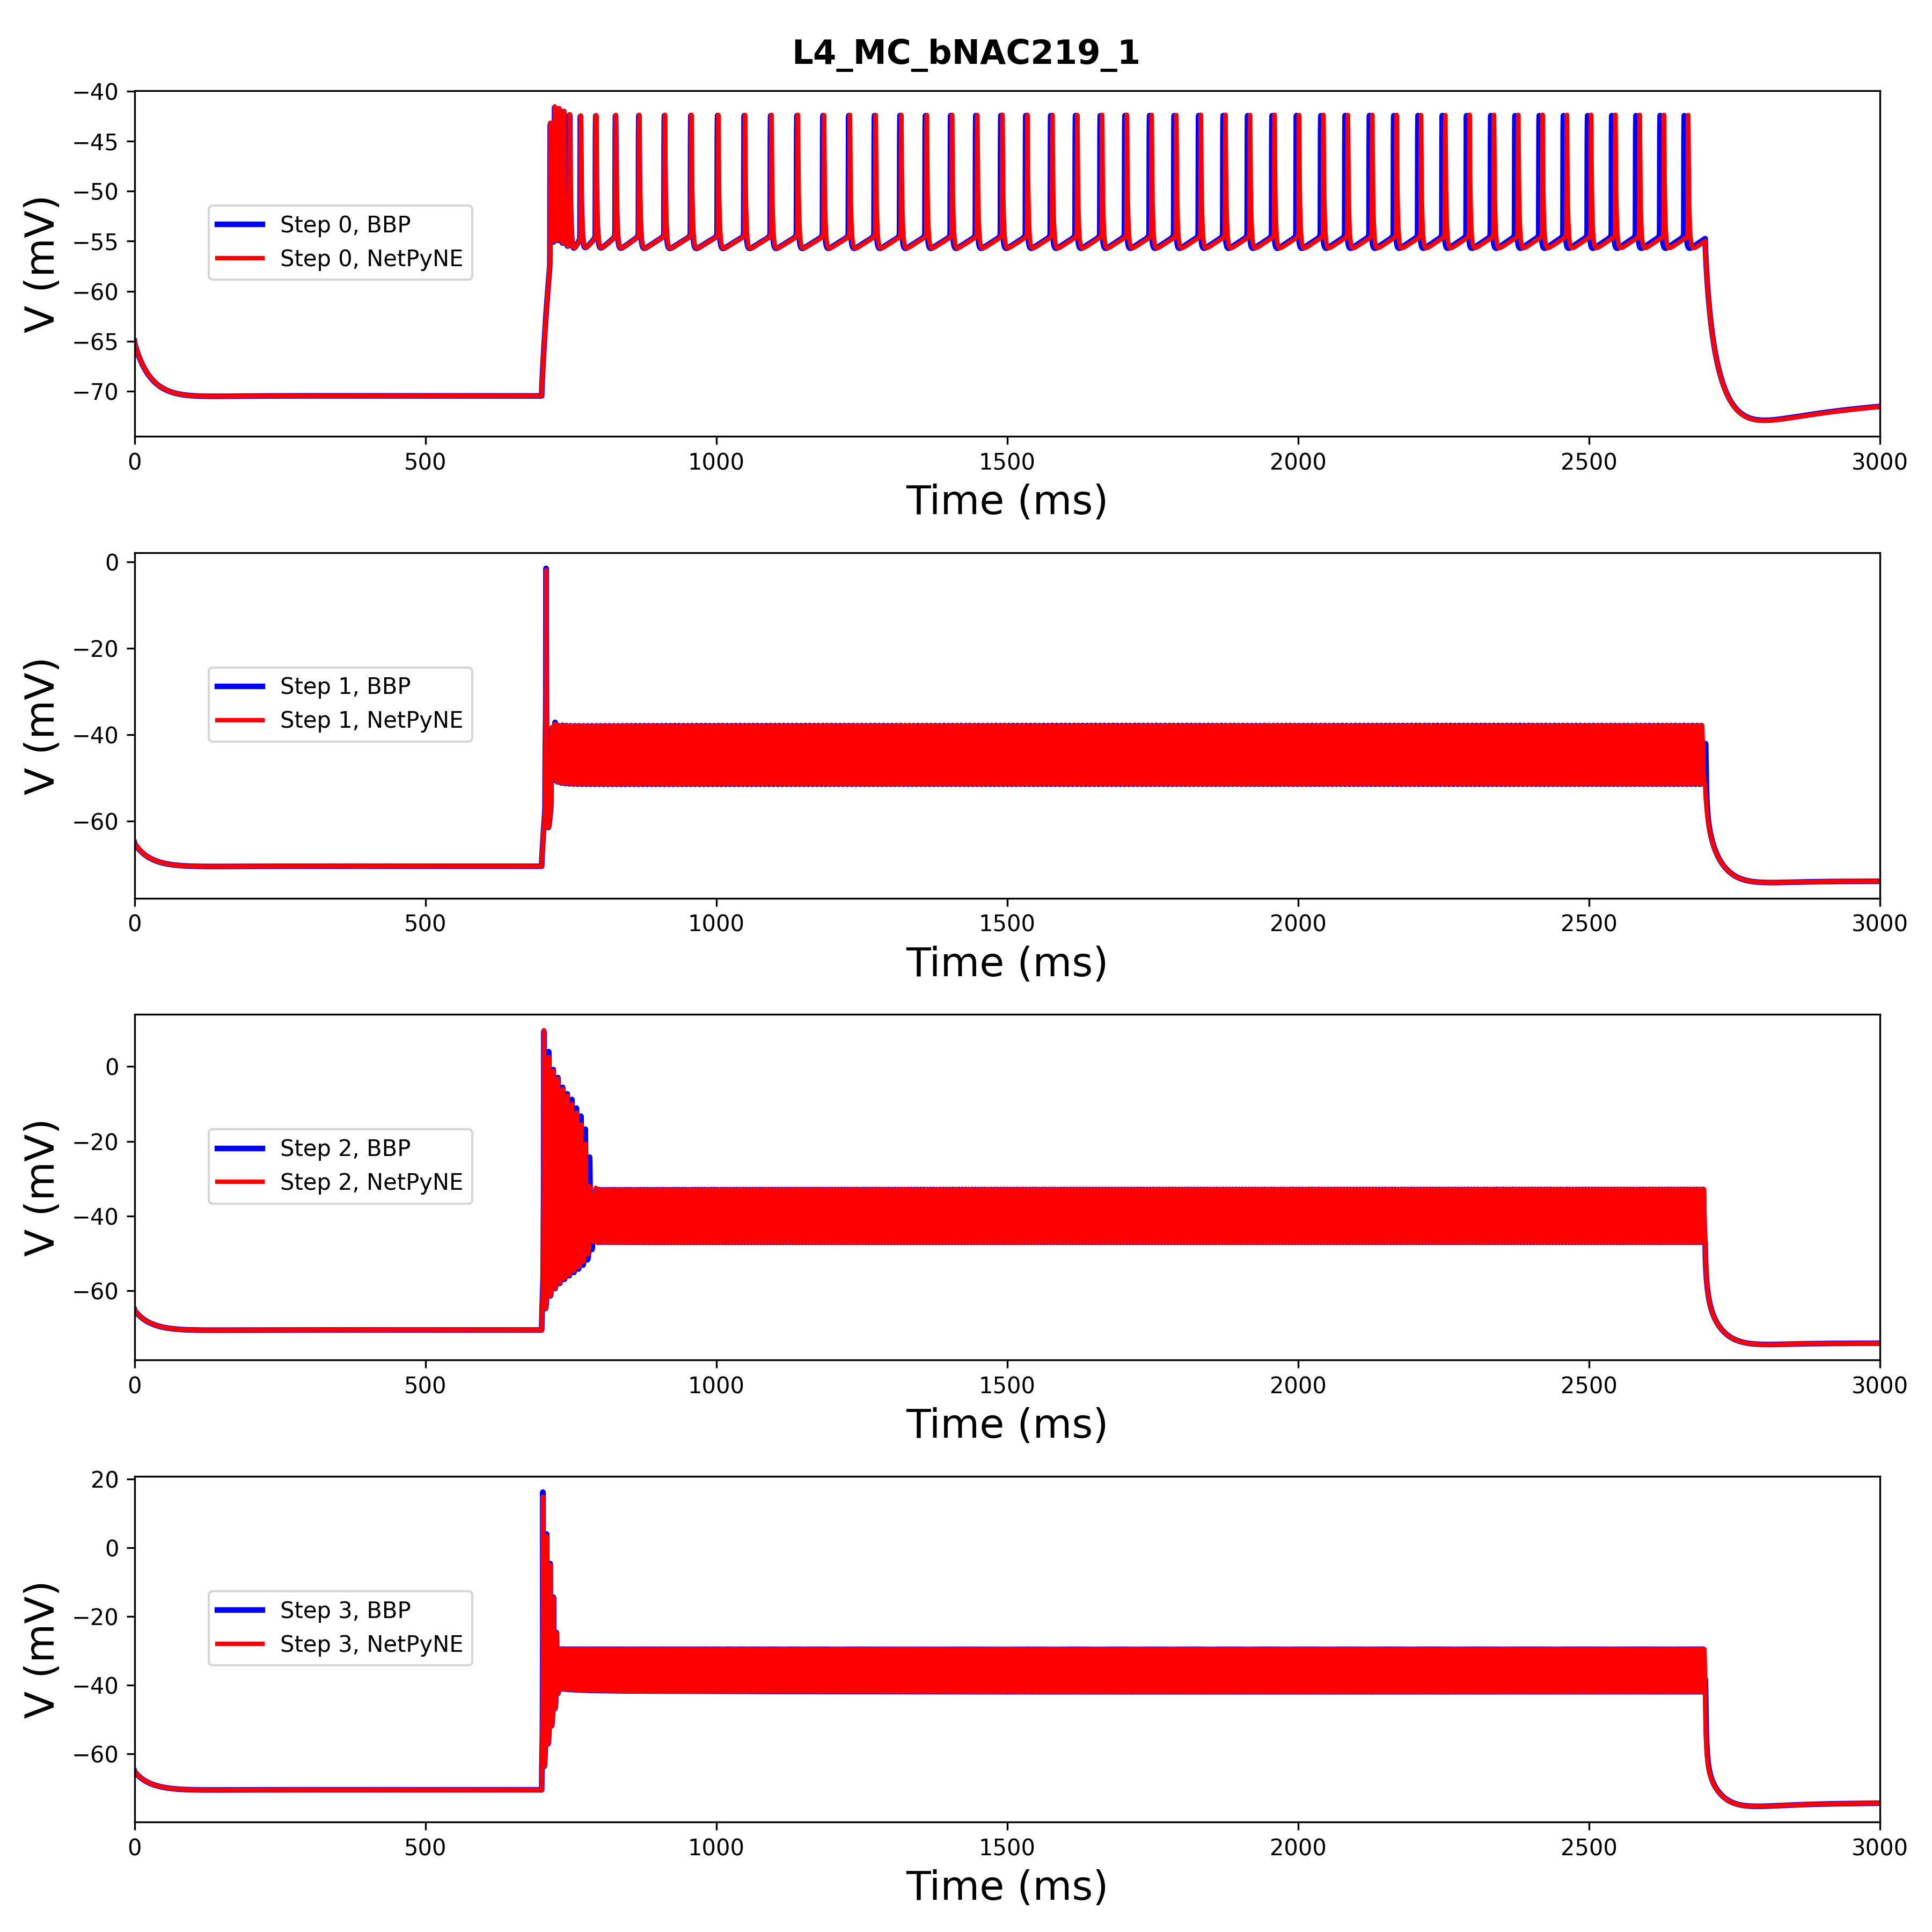 L4_MC_bNAC219_1
−40
−45
−50
−55
−60
−65
−70
V (mV)
Step 0, BBP
Step 0, NetPyNE
0 500 1000 1500 2000 2500 3000
Time (ms)
0
−20
−40
−60
V (mV)
Step 1, BBP
Step 1, NetPyNE
0 500 1000 1500 2000 2500 3000
Time (ms)
0
−20
−40
−60
V (mV)
Step 2, BBP
Step 2, NetPyNE
0 500 1000 1500 2000 2500 3000
Time (ms)
20
0
−20
−40
−60
V (mV)
Step 3, BBP
Step 3, NetPyNE
0 500 1000 1500 2000 2500 3000
Time (ms)